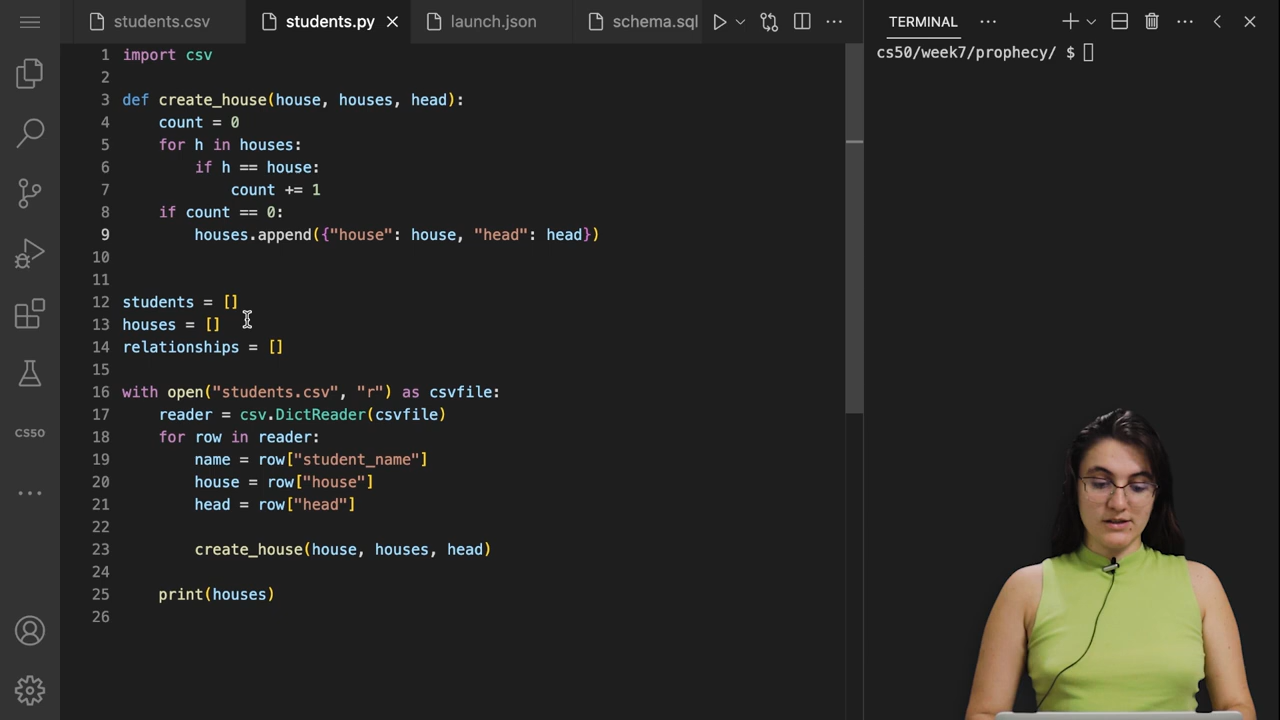 students.csv
students.py
launch.json
schema.sql
TERMINAL
cs50/week7/prophecy/ $
CS50
1 import csv
2
3 def create_house(house, houses, head):
4     count = 0
5     for h in houses:
6         if h == house:
7             count += 1
8     if count == 0:
9         houses.append({"house": house, "head": head})
10
11
12 students = []
13 houses = []
14 relationships = []
15
16 with open("students.csv", "r") as csvfile:
17     reader = csv.DictReader(csvfile)
18     for row in reader:
19         name = row["student_name"]
20         house = row["house"]
21         head = row["head"]
22
23         create_house(house, houses, head)
24
25     print(houses)
26